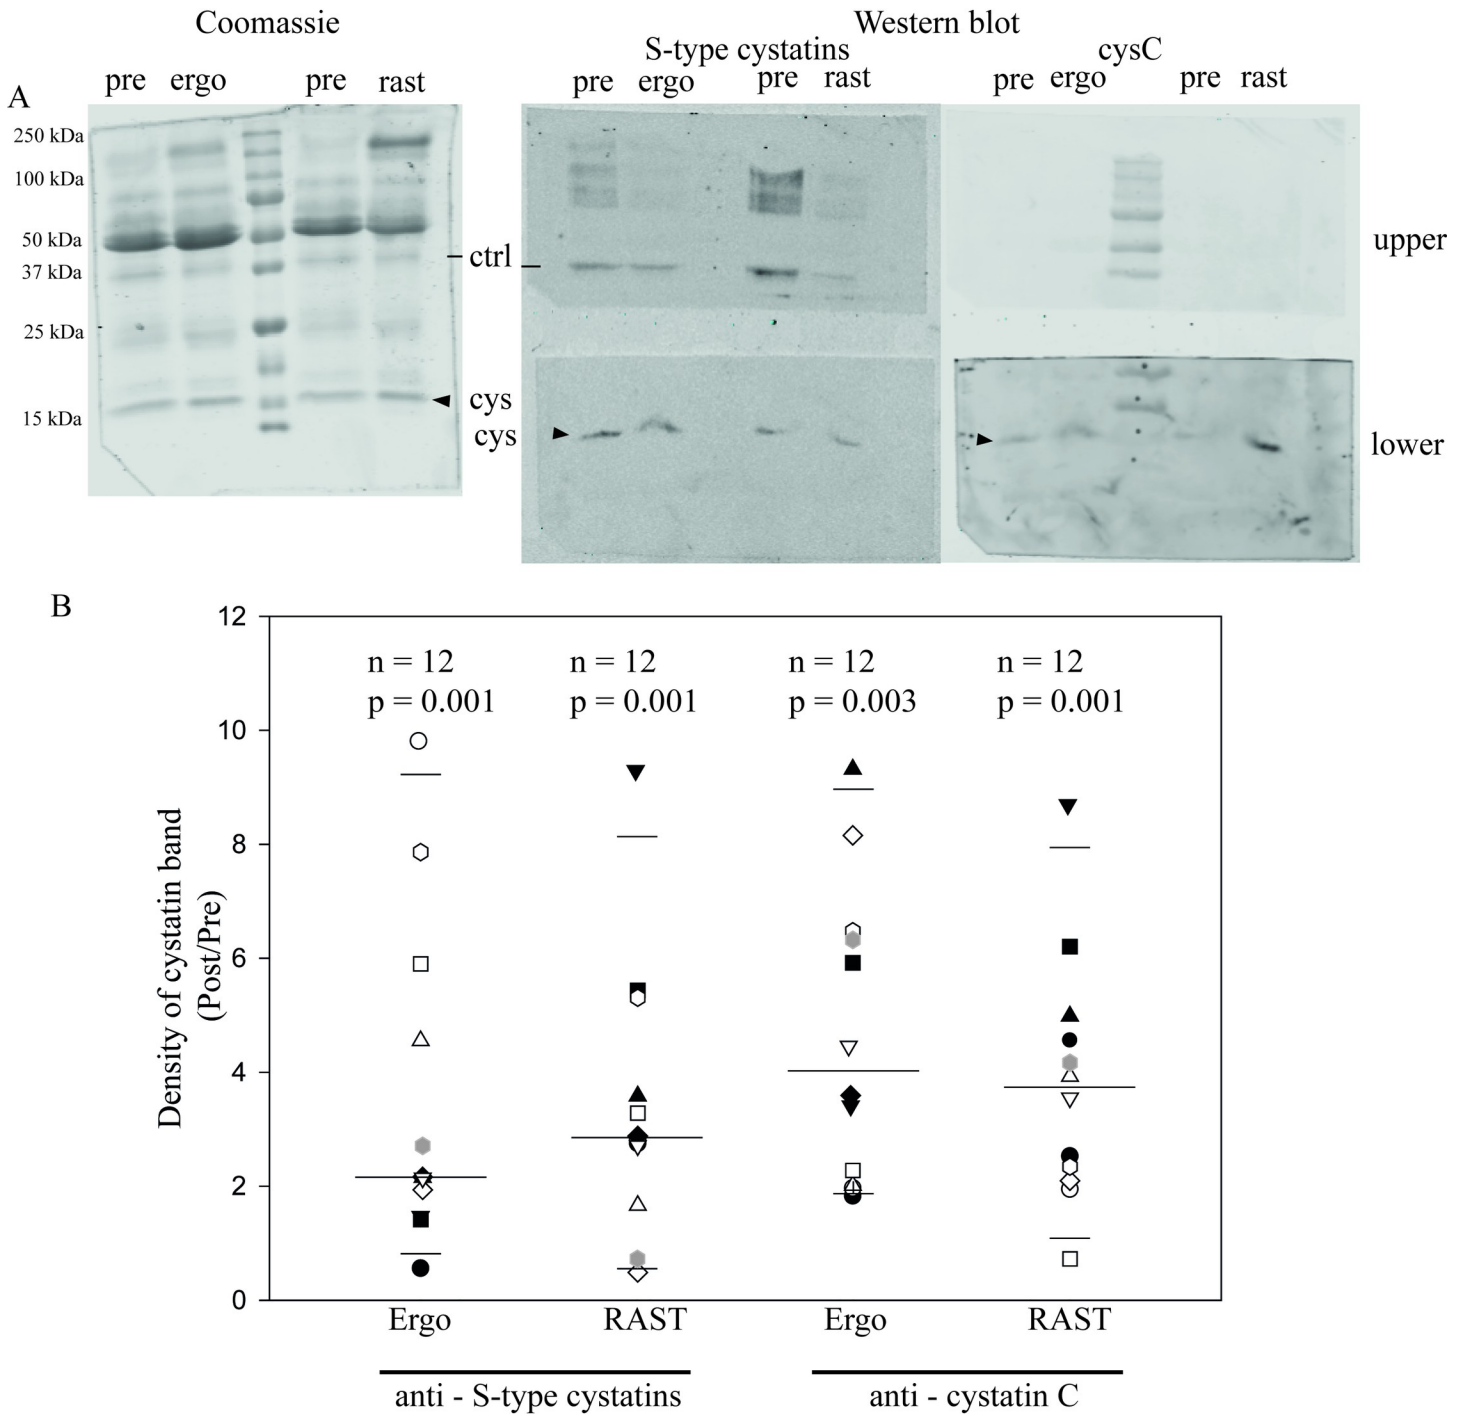 Coomassie
Western blot
S-type cystatins
cysC
pre ergo pre rast
pre ergo pre rast
pre ergo pre rast
A
250 kDa
100 kDa
50 kDa
37 kDa
25 kDa
15 kDa
ctrl
cys
cys
upper
lower
B
12
10
8
6
4
2
0
Density of cystatin band
(Post/Pre)
n = 12
p = 0.001
n = 12
p = 0.001
n = 12
p = 0.003
n = 12
p = 0.001
Ergo
RAST
Ergo
RAST
anti - S-type cystatins
anti - cystatin C